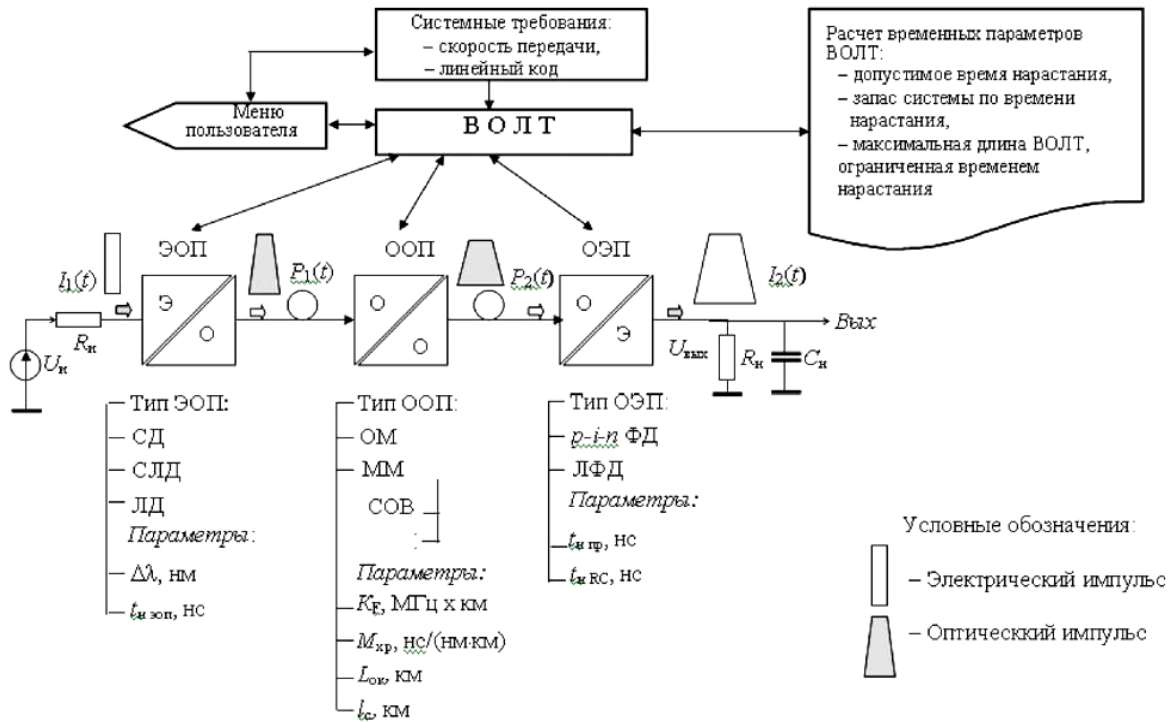 Системные требования:
– скорость передачи,
– линейный код
Расчет временных параметров
ВОЛТ:
– допустимое время нарастания,
– запас системы по времени
нарастания,
– максимальная длина ВОЛТ,
ограниченная временем
нарастания
Меню
пользователя
В О Л Т
ЭОП
ООП
ОЭП
I₁(t)
P₁(t)
P₂(t)
I₂(t)
Э
О
О
О
О
Э
Rи
Uи
Uвых
Rн
Cн
Вых
Тип ЭОП:
СД
СЛД
ЛД
Параметры:
Δλ, нм
tн эоп, нс
Тип ООП:
ОМ
ММ
СОВ
:
Параметры:
МГц х км
Mхр, нс/(нм·км)
Lок, км
lс, км
Тип ОЭП:
p-i-n ФД
ЛФД
Параметры:
tн пр, нс
tн RC, нс
Условные обозначения:
– Электрический импульс
– Оптическкий импульс